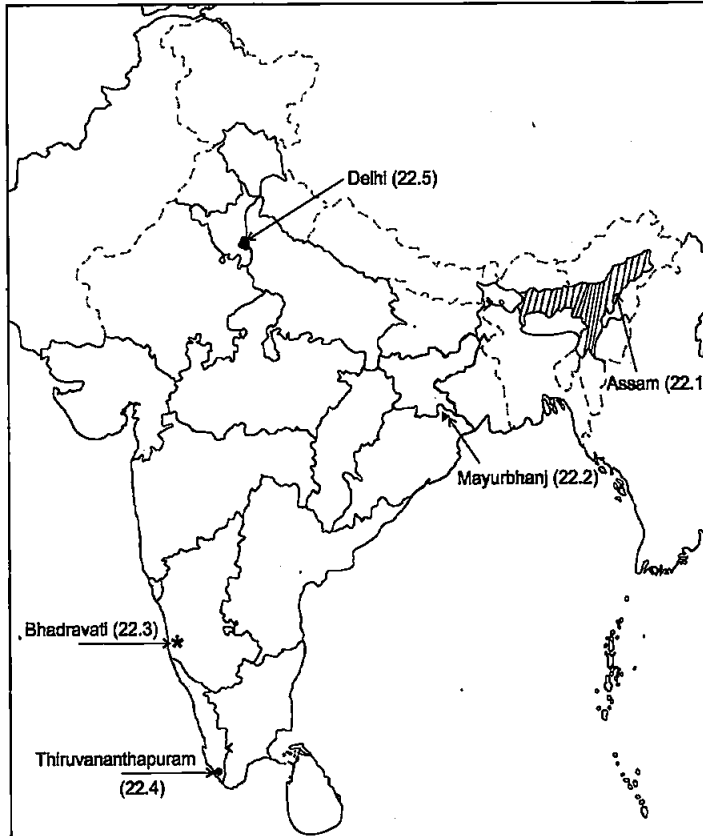 Delhi (22.5)
Assam (22.1
Mayurbhanj (22.2)
Bhadravati (22.3)
Thiruvananthapuram
(22.4)